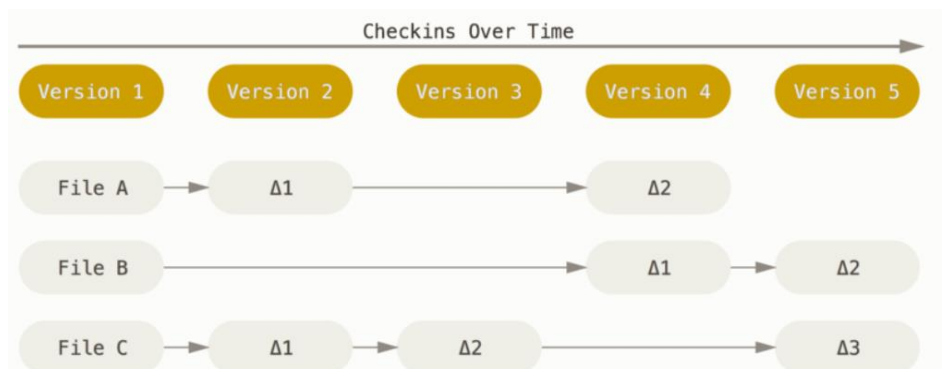 Checkins Over Time
Version 1 Version 2 Version 3 Version 4 Version 5
File A Δ1 Δ2
File B Δ1 Δ2
File C Δ1 Δ2 Δ3